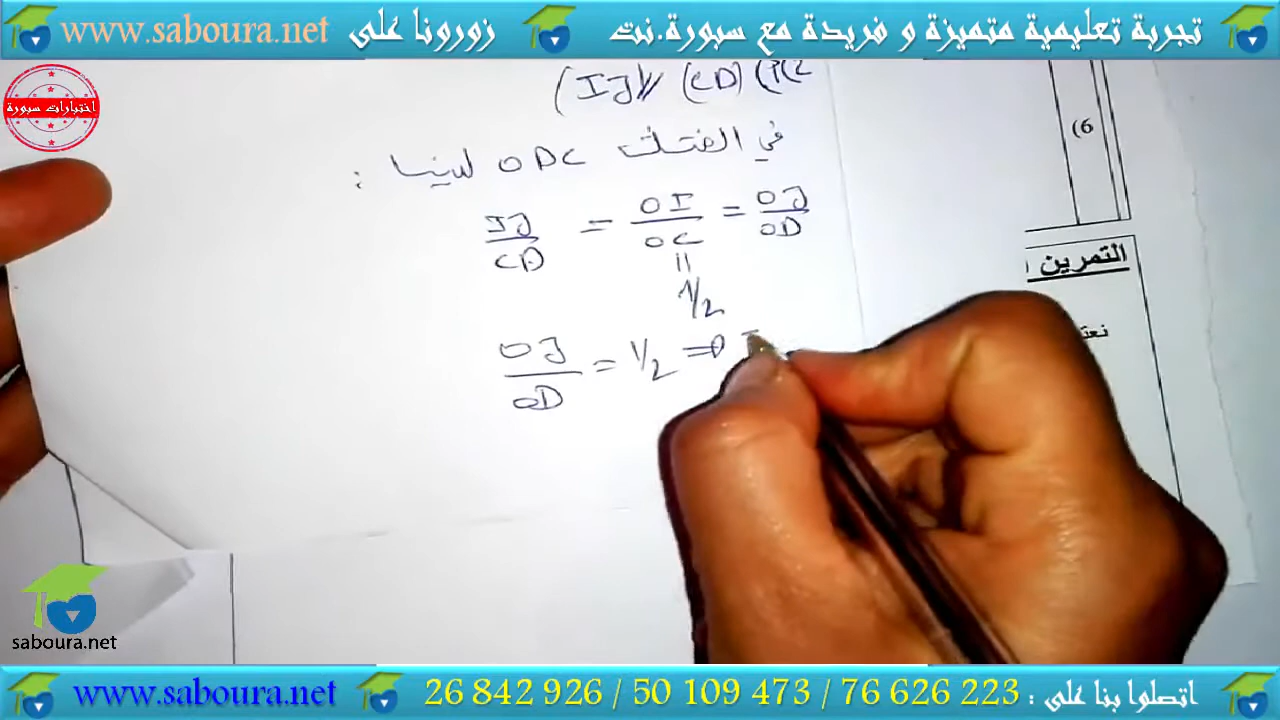 تجربة تعليمية متميزة و فريدة مع سبورة.نت زورونا على www.saboura.net
اختبارات سبورة
(IJ) // (CD) (2
6)
في المثلث ODC لدينا :
IJ/CD = OI/OC = OJ/OD
=
1/2
التمرين
نعت
OJ/OD = 1/2 ⇒
saboura.net
اتصلوا بنا على : 26 842 926 / 50 109 473 / 76 626 223 www.saboura.net